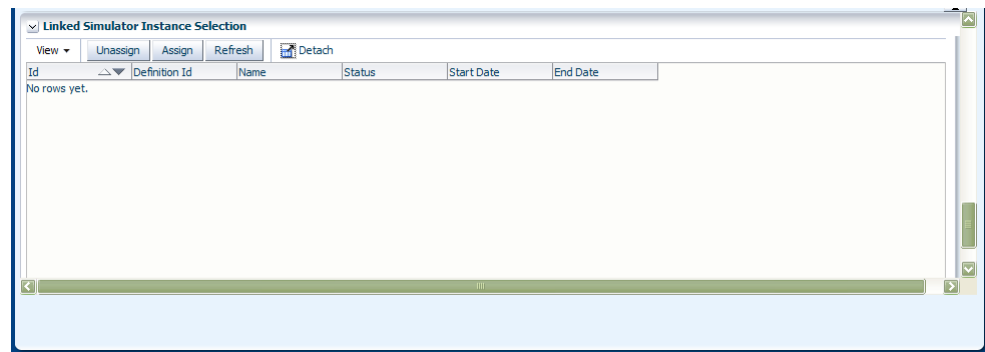 Linked Simulator Instance Selection
View Unassign Assign Refresh Detach
Id Definition Id Name Status Start Date End Date
No rows yet.